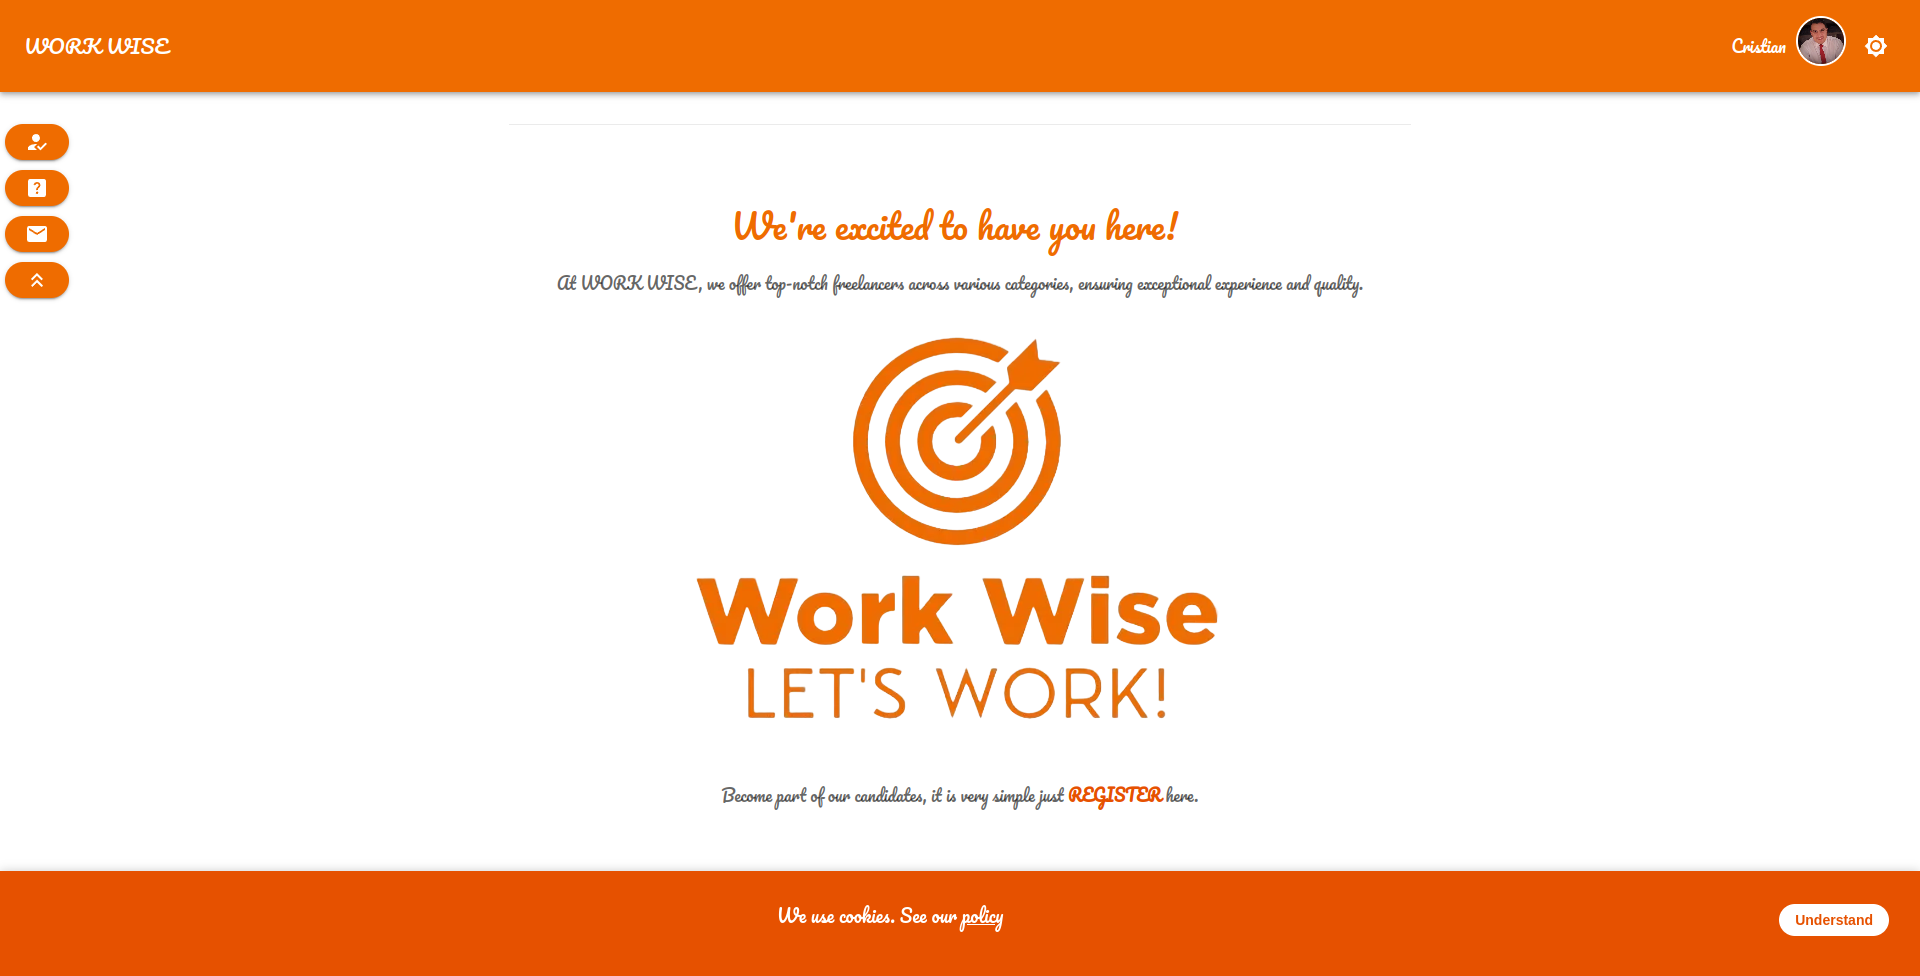 WORK WISE
Cristian
We're excited to have you here!
At WORK WISE, we offer top-notch freelancers across various categories, ensuring exceptional experience and quality.
Work Wise
LET'S WORK!
Become part of our candidates, it is very simple just REGISTER here.
We use cookies. See our policy
Understand